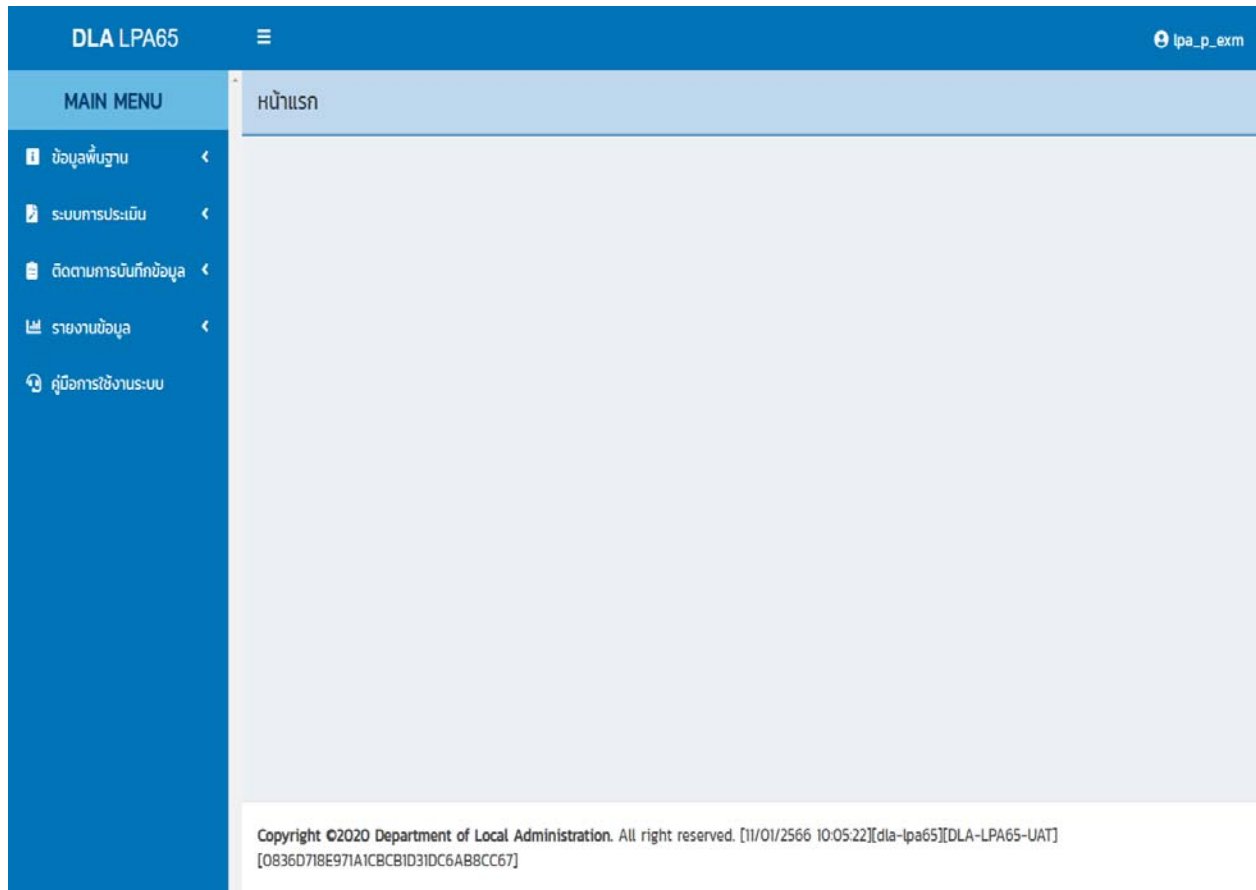 DLA LPA65
lpa_p_exm
MAIN MENU
หน้าแรก
ข้อมูลพื้นฐาน
ระบบการประเมิน
ติดตามการบันทึกข้อมูล
รายงานข้อมูล
คู่มือการใช้งานระบบ
Copyright ©2020 Department of Local Administration. All right reserved. [11/01/2566 10:05:22][dla-lpa65][DLA-LPA65-UAT]
[0836D718E971A1CBCB1D31DC6AB8CC67]